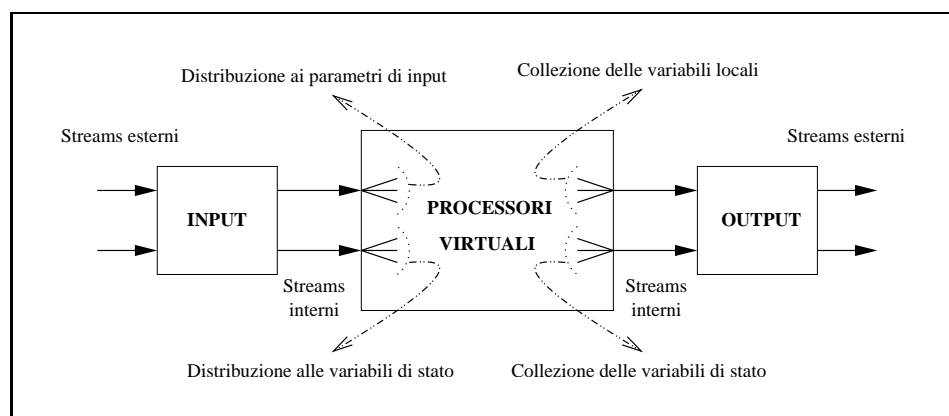 Distribuzione ai parametri di input
Collezione delle variabili locali
Streams esterni
Streams esterni
INPUT
PROCESSORI
VIRTUALI
OUTPUT
Streams
interni
Streams
interni
Distribuzione alle variabili di stato
Collezione delle variabili di stato